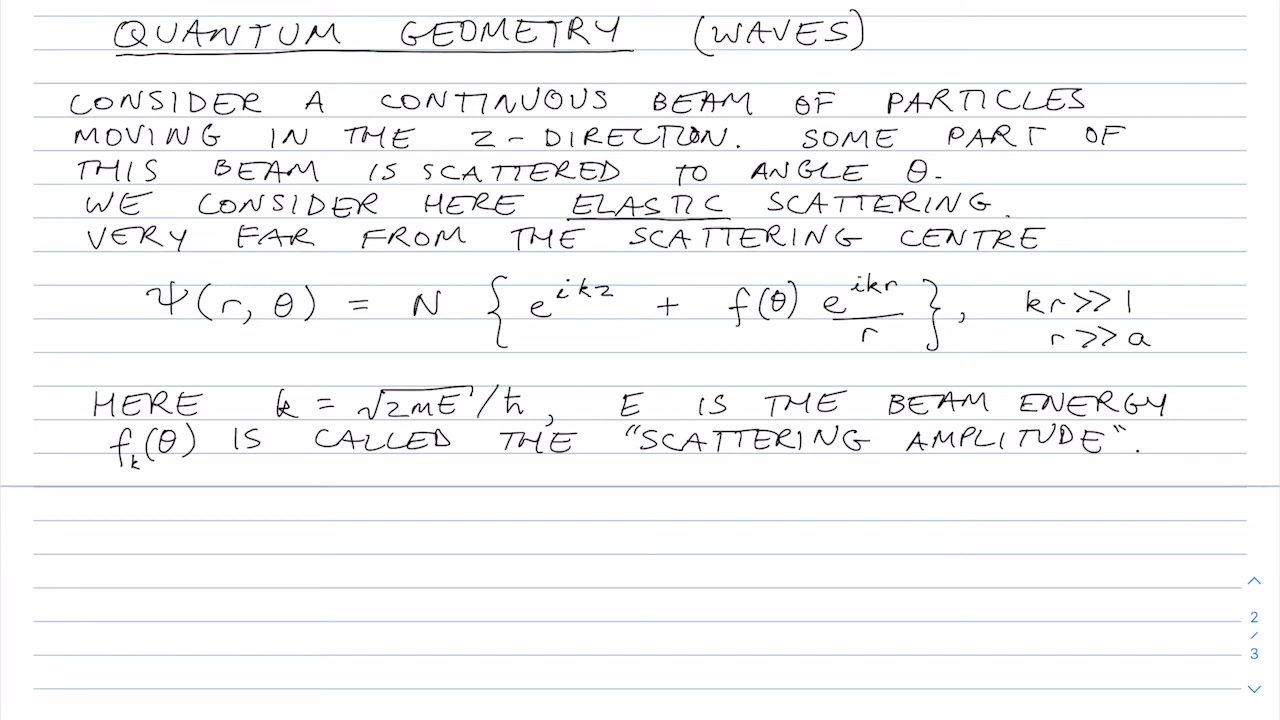 QUANTUM GEOMETRY (WAVES)
CONSIDER A CONTINUOUS BEAM OF PARTICLES
MOVING IN THE Z-DIRECTION. SOME PART OF
THIS BEAM IS SCATTERED TO ANGLE θ.
WE CONSIDER HERE ELASTIC SCATTERING.
VERY FAR FROM THE SCATTERING CENTRE
Ψ(r, θ) = N { e^{ikz} + f(θ) e^{ikr}/r }, kr >> 1
r >> a
HERE k = √2mE/ħ, E IS THE BEAM ENERGY
f_k(θ) IS CALLED THE "SCATTERING AMPLITUDE".
2
/
3